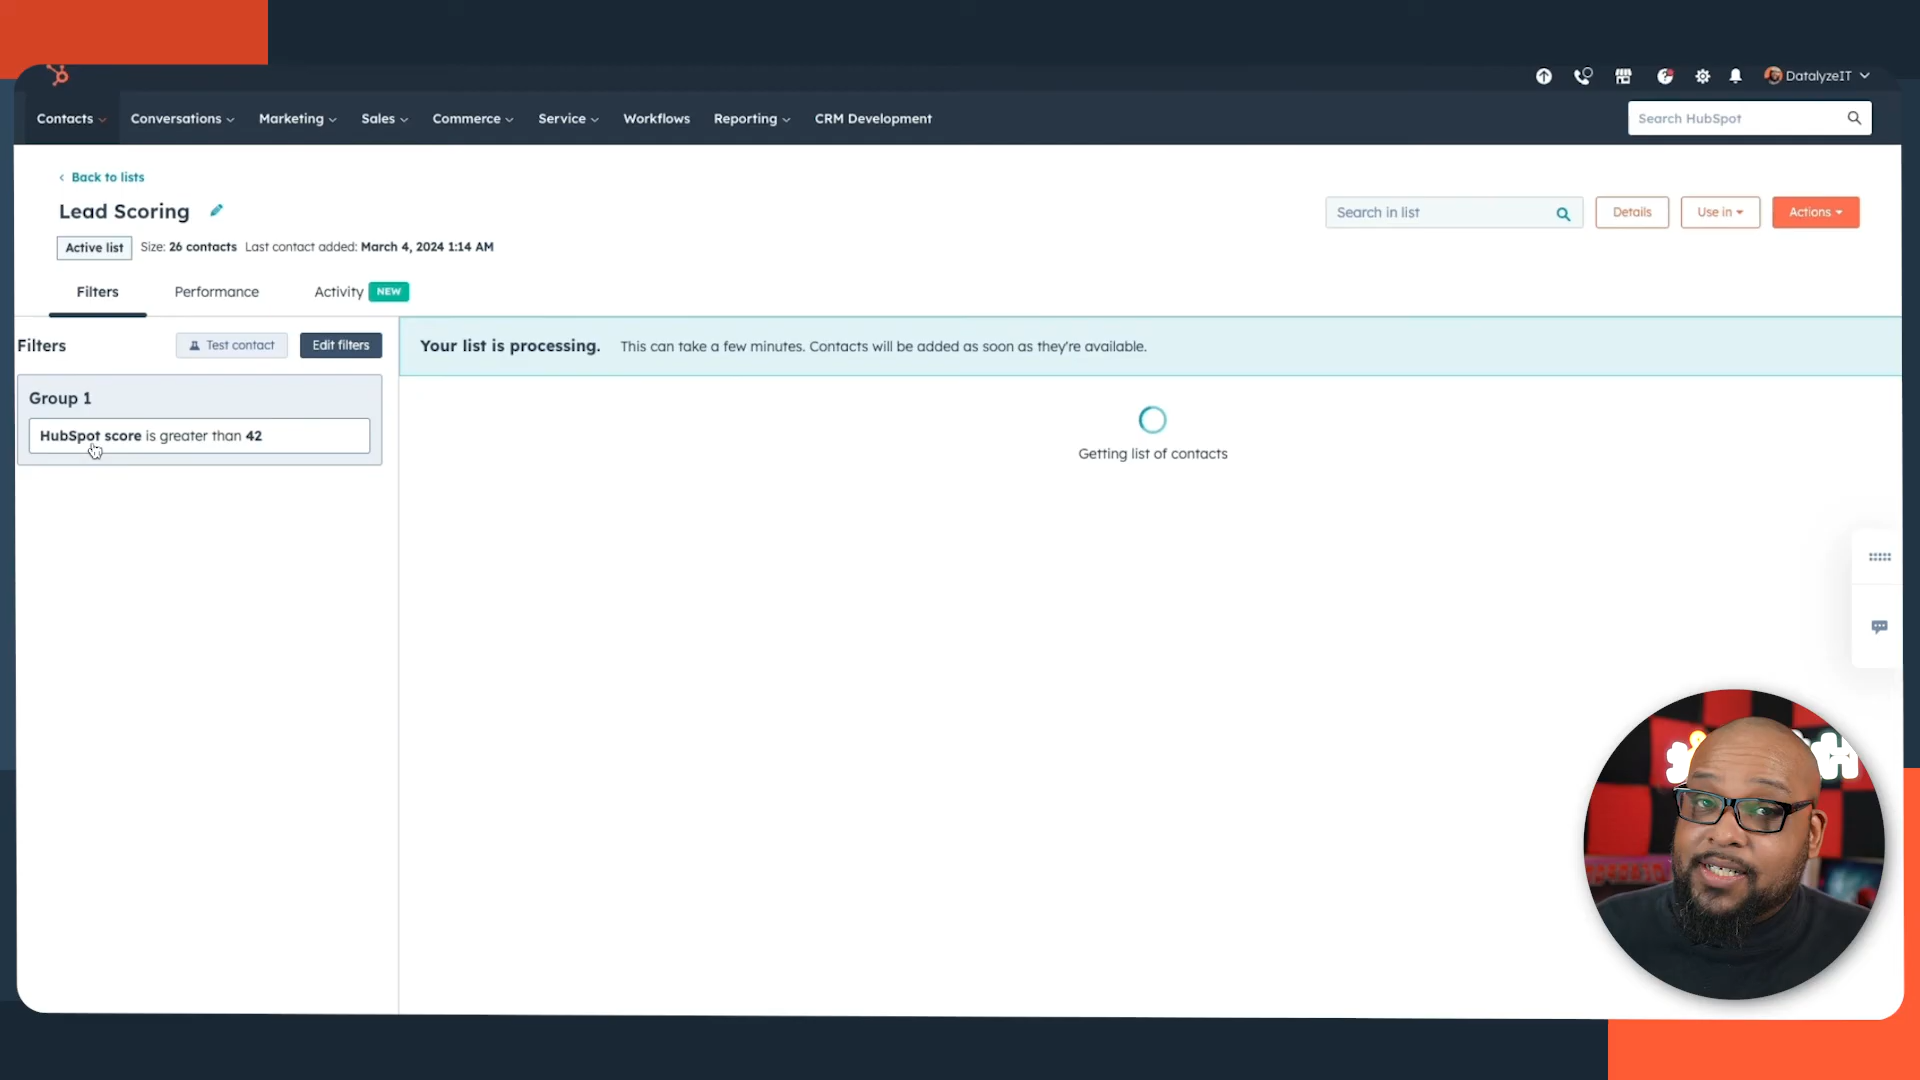 DatalyzeIT
Contacts
Conversations
Marketing
Sales
Commerce
Service
Workflows
Reporting
CRM Development
Search HubSpot
Back to lists
Lead Scoring
Search in list
Details
Use in
Actions
Active list
Size: 26 contacts
Last contact added: March 4, 2024 1:14 AM
Filters
Performance
Activity NEW
Filters
Test contact
Edit filters
Your list is processing. This can take a few minutes. Contacts will be added as soon as they're available.
Group 1
HubSpot score is greater than 42
Getting list of contacts